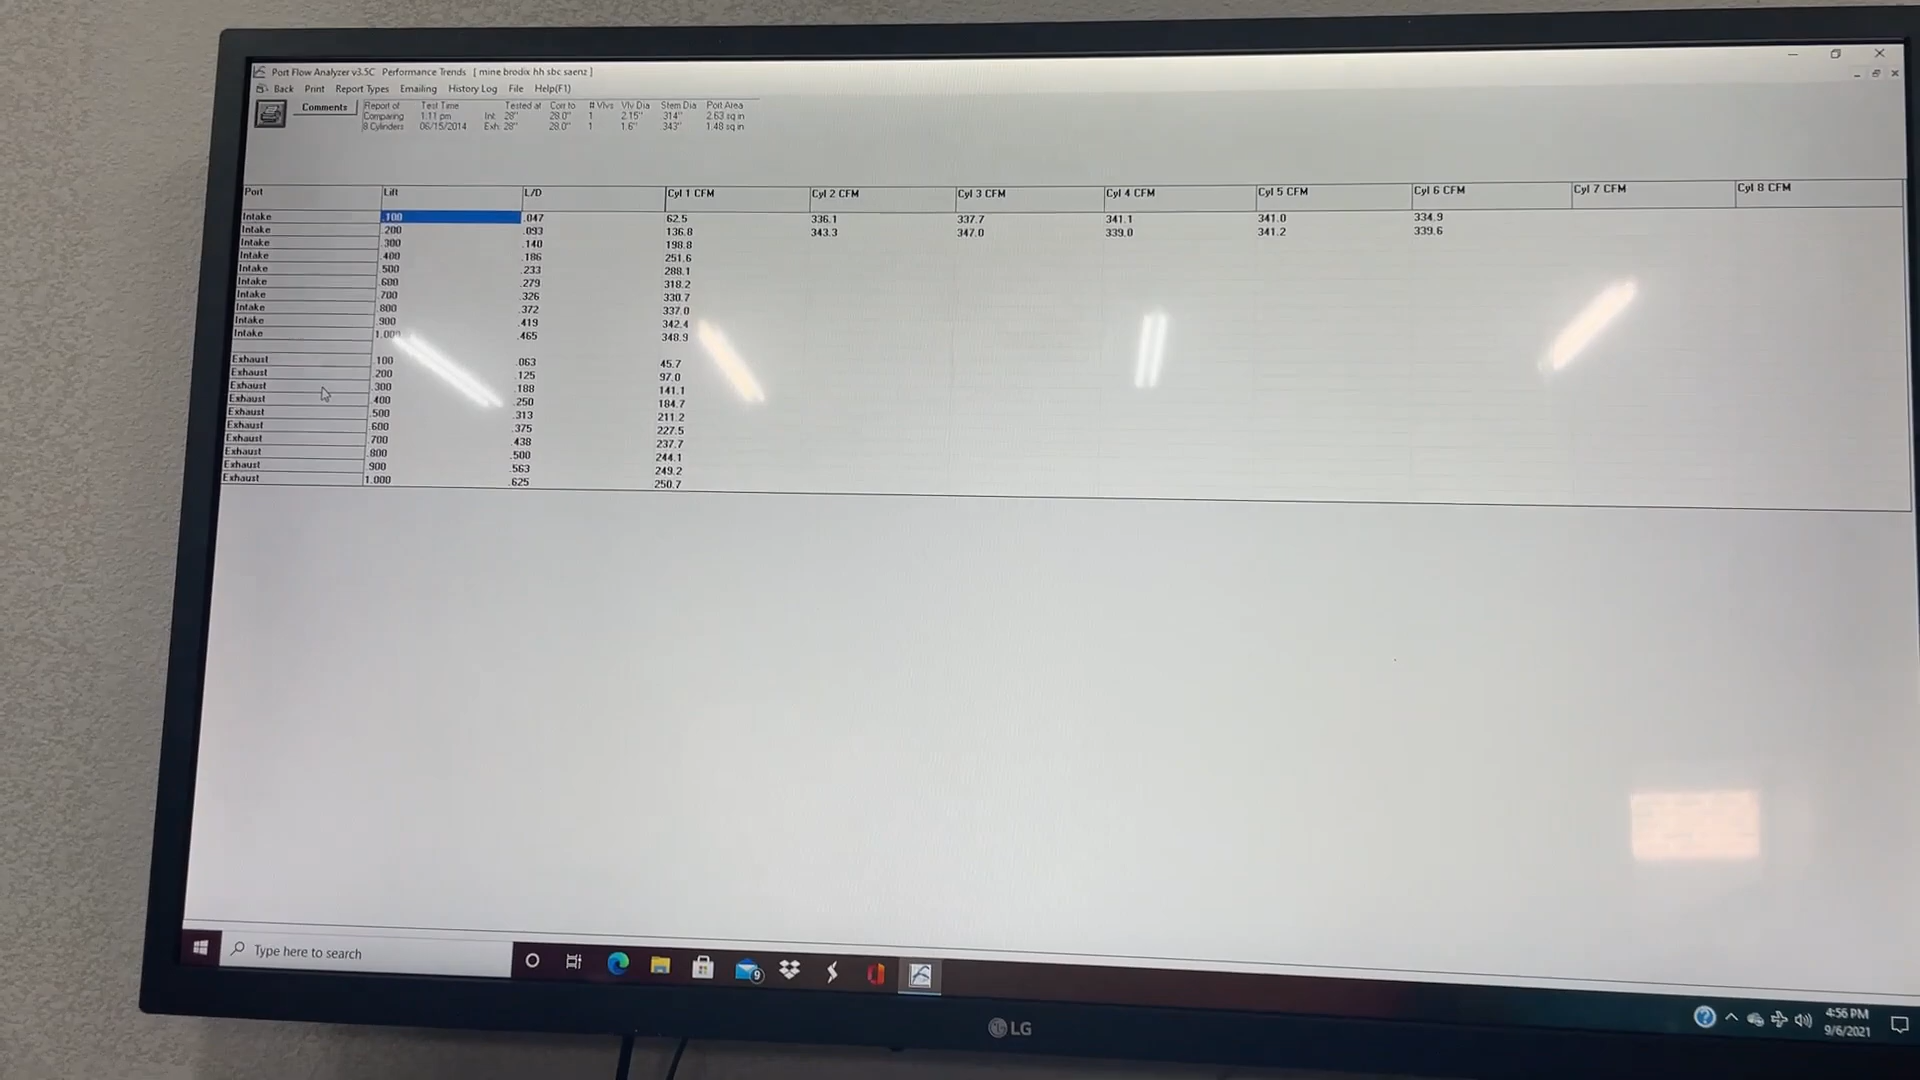 Port Flow Analyzer v3.5C Performance Trends [ mine brodix hh sbc saenz ]
Back Print Report Types Emailing History Log File Help(F1)
Comments Report of Test Time Tested at Corr to # Vlvs Vlv Dia Stem Dia Port Area
Comparing 1:11 pm Int: 28" 28.0" 1 2.15" .314" 2.63 sq in
8 Cylinders 06/15/2014 Exh: 28" 28.0" 1 1.6" .343" 1.48 sq in
Port Lift L/D Cyl 1 CFM Cyl 2 CFM Cyl 3 CFM Cyl 4 CFM Cyl 5 CFM Cyl 6 CFM Cyl 7 CFM Cyl 8 CFM
Intake .100 .047 62.5 336.1 337.7 341.1 341.0 334.9
Intake .200 .093 136.8 343.3 347.0 339.0 341.2 339.6
Intake .300 .140 198.8
Intake .400 .186 251.6
Intake .500 .233 288.1
Intake .600 .279 318.2
Intake .700 .326 330.7
Intake .800 .372 337.0
Intake .900 .419 342.4
Intake 1.000 .465 348.9
Exhaust .100 .063 45.7
Exhaust .200 .125 97.0
Exhaust .300 .188 141.1
Exhaust .400 .250 184.7
Exhaust .500 .313 211.2
Exhaust .600 .375 227.5
Exhaust .700 .438 237.7
Exhaust .800 .500 244.1
Exhaust .900 .563 249.2
Exhaust 1.000 .625 250.7
Type here to search
9
4:56 PM
9/6/2021
LG